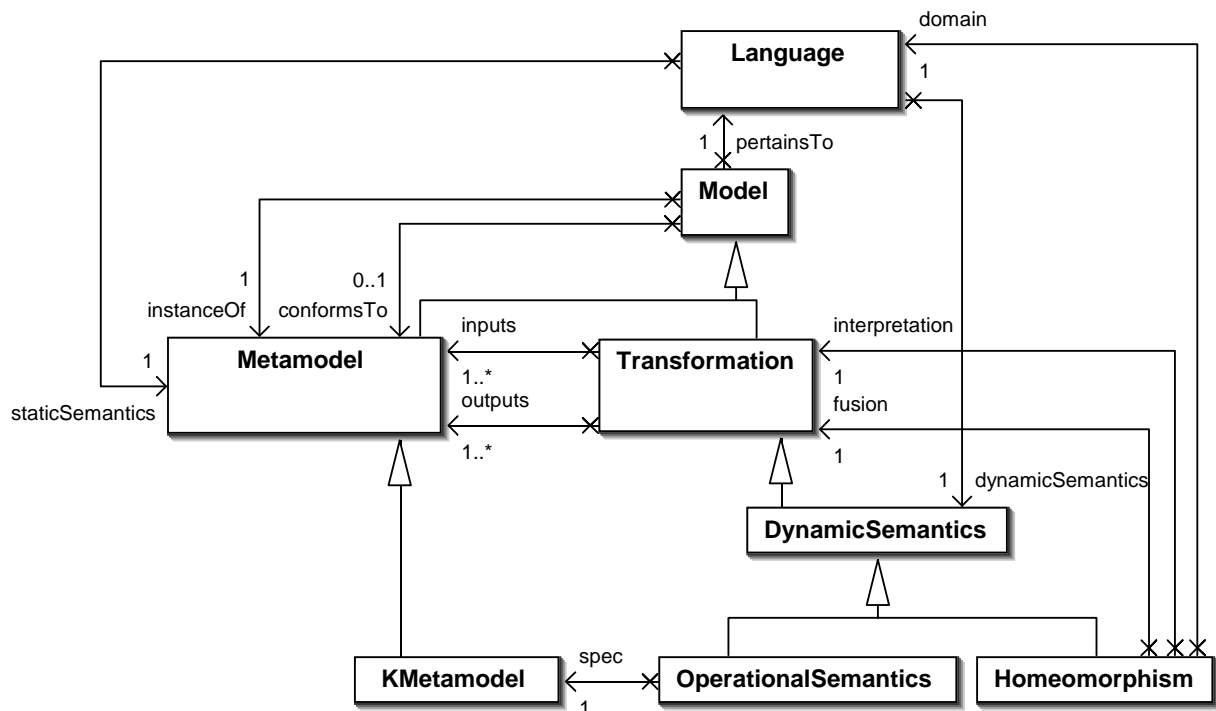 domain
Language
1
1
pertainsTo
Model
1
0..1
instanceOf
conformsTo
inputs
interpretation
1
Metamodel
Transformation
1..*
1
staticSemantics
outputs
fusion
1..*
1
1
dynamicSemantics
DynamicSemantics
spec
KMetamodel
OperationalSemantics
Homeomorphism
1